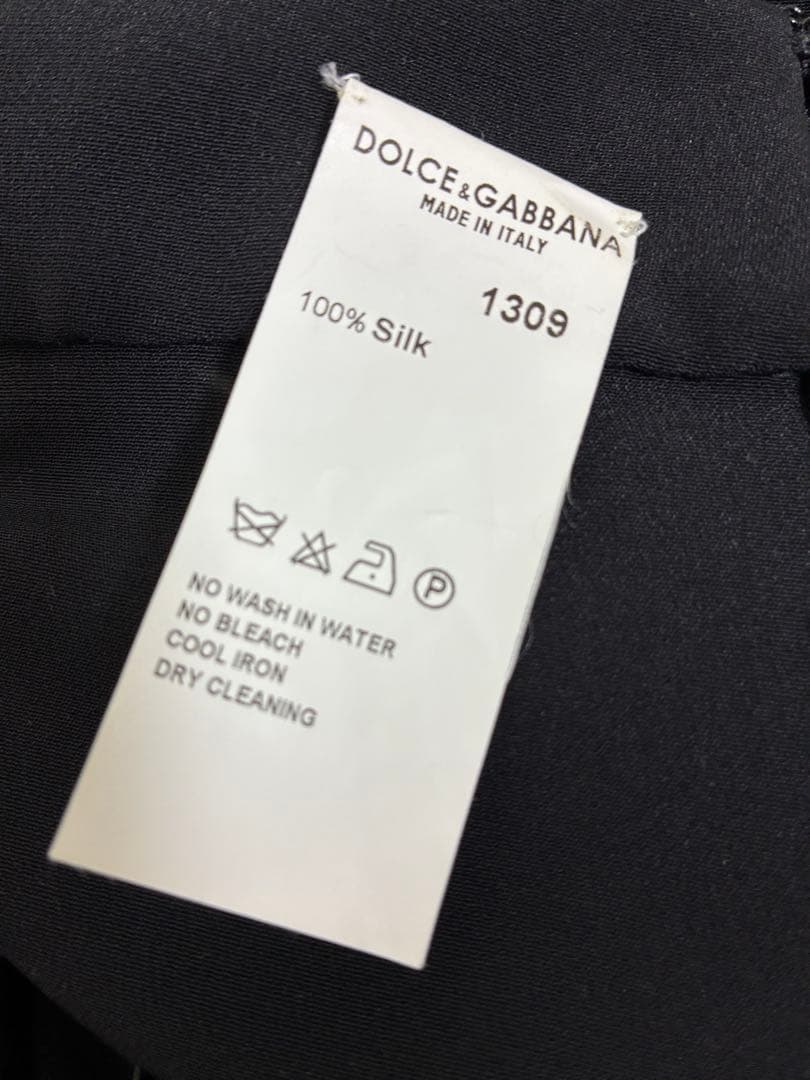 DOLCE&GABBANA
MADE IN ITALY
1309
100% Silk
P
NO WASH IN WATER
NO BLEACH
COOL IRON
DRY CLEANING